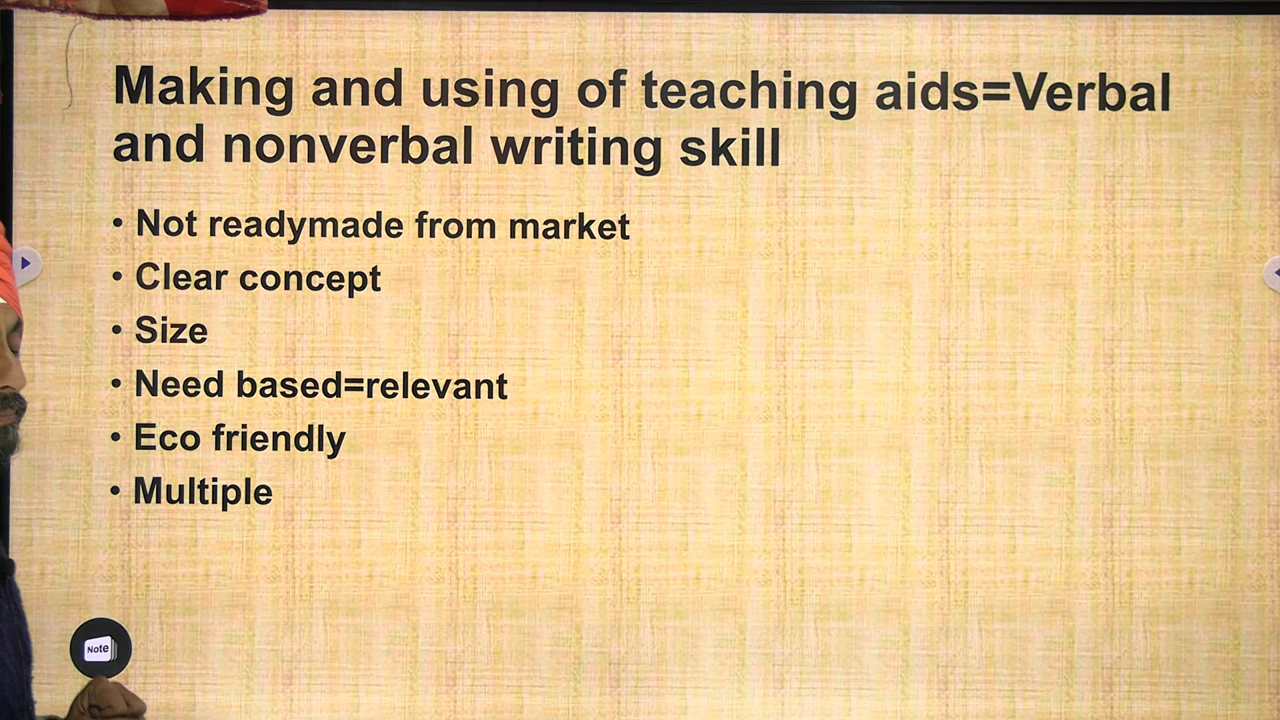 Making and using of teaching aids=Verbal
and nonverbal writing skill
• Not readymade from market
• Clear concept
• Size
• Need based=relevant
• Eco friendly
• Multiple
Note